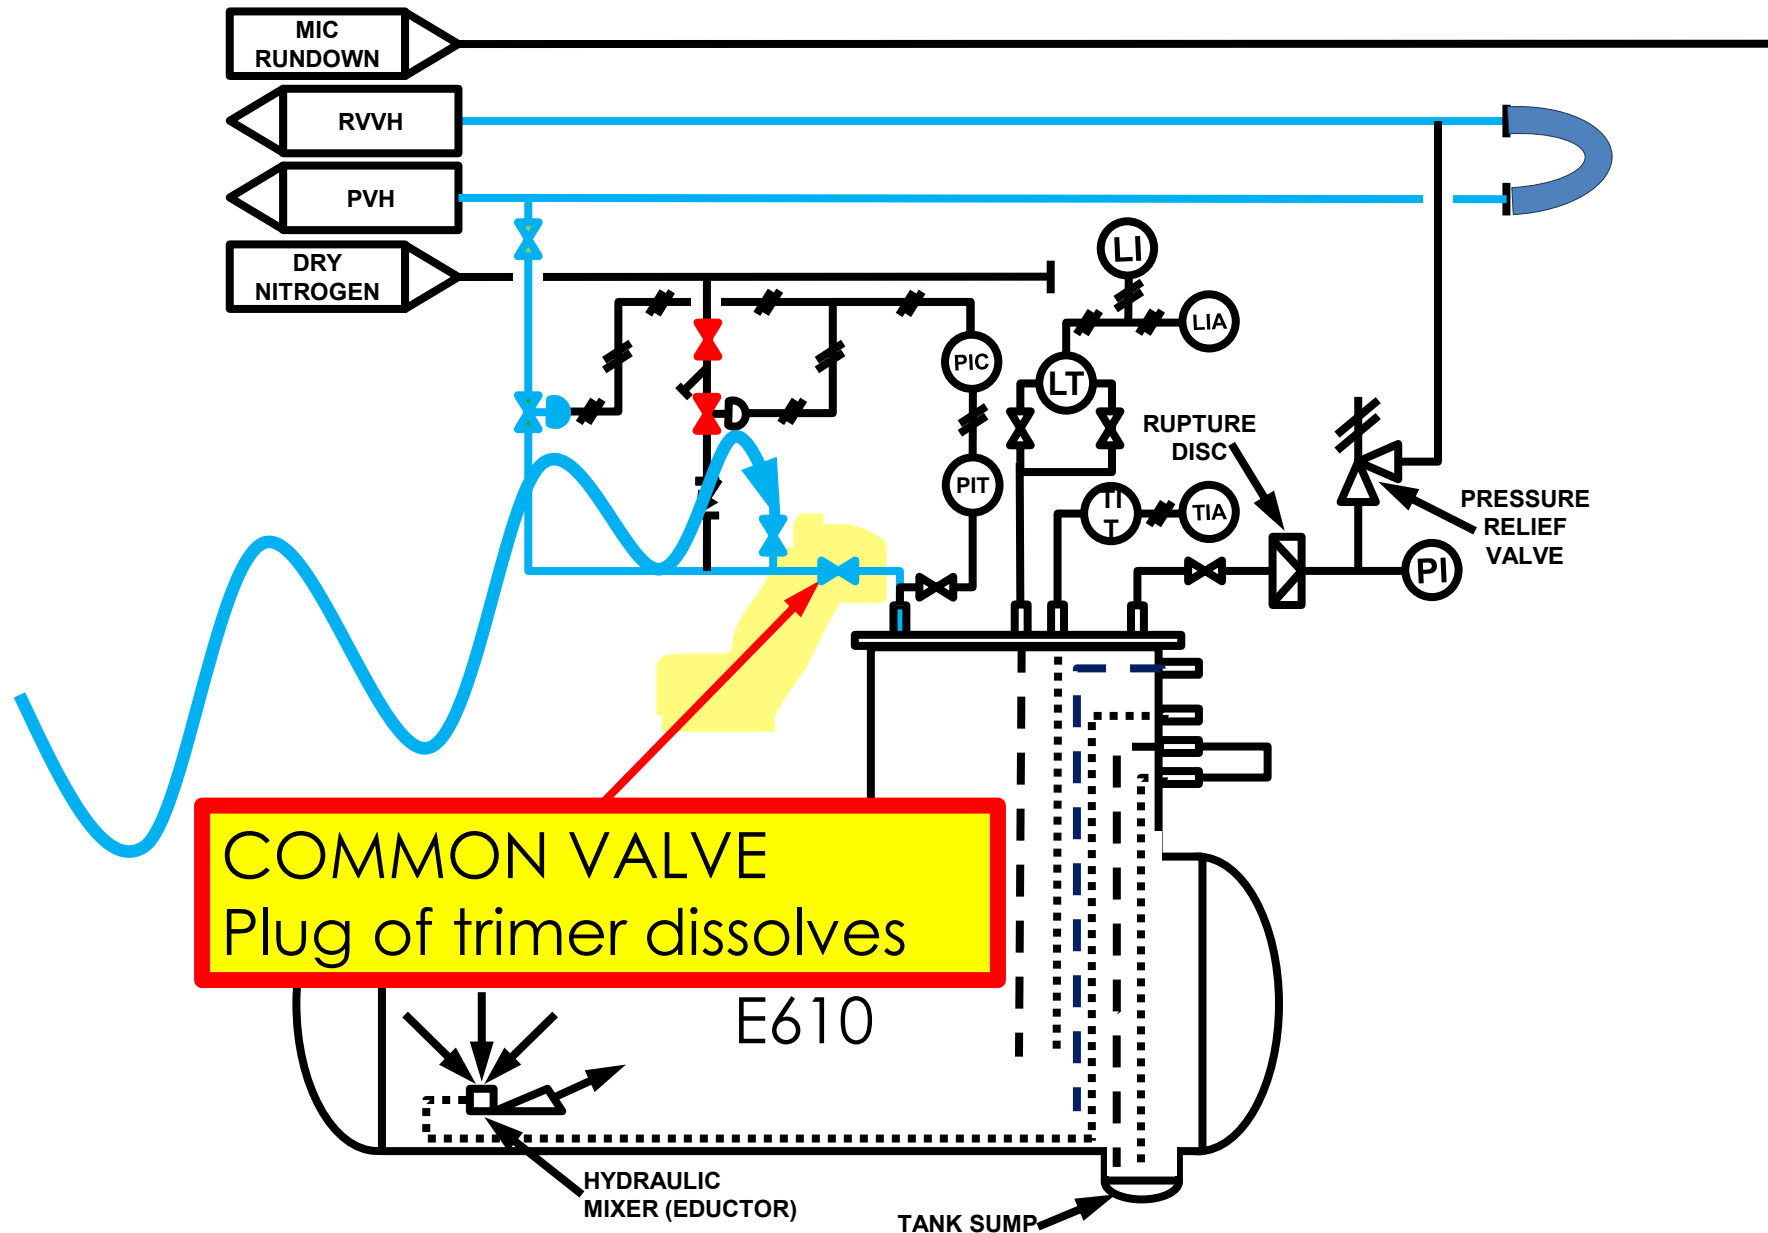 MIC
RUNDOWN
RVVH
PVH
DRY
NITROGEN
LI
LIA
PIC
LT
RUPTURE
DISC
PIT
TI
T
TIA
PRESSURE
RELIEF
VALVE
PI
COMMON VALVE
Plug of trimer dissolves
E610
HYDRAULIC
MIXER (EDUCTOR)
TANK SUMP